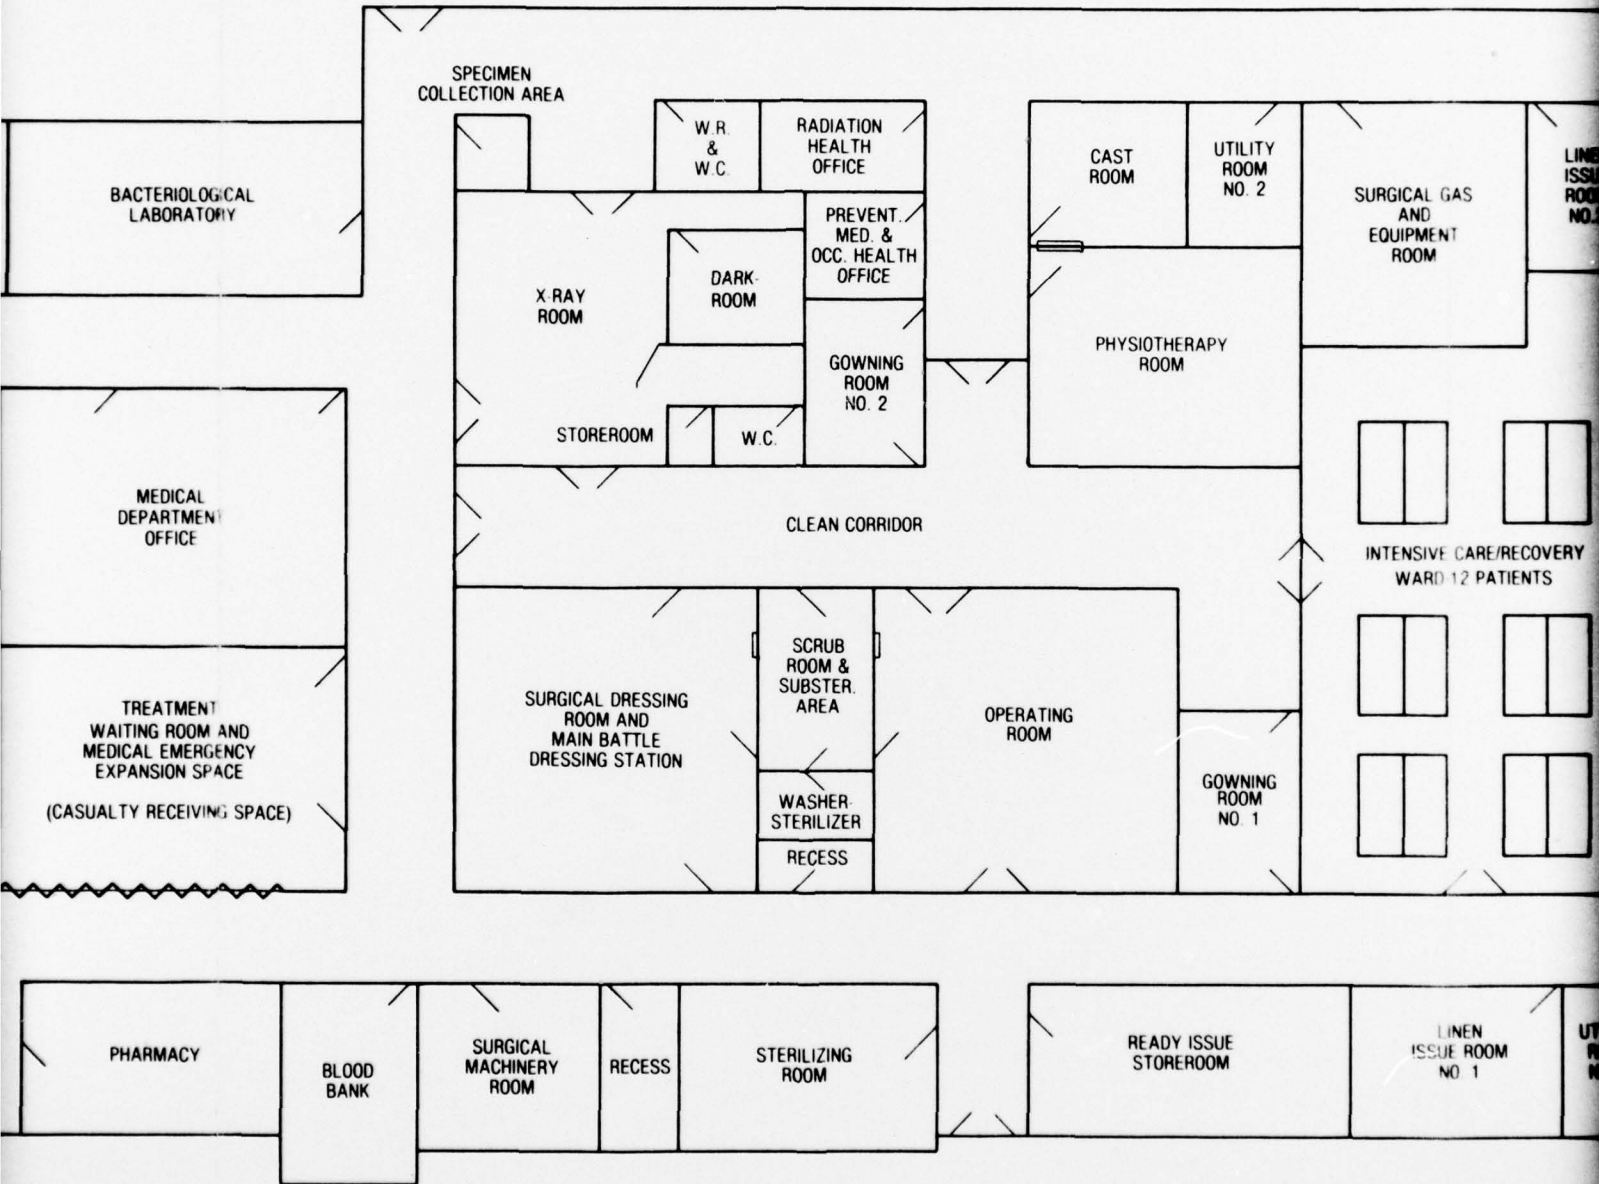 SPECIMEN
COLLECTION AREA
W.R.
&
W.C.
RADIATION
HEALTH
OFFICE
CAST
ROOM
UTILITY
ROOM
NO. 2
SURGICAL GAS
AND
EQUIPMENT
ROOM
BACTERIOLOGICAL
LABORATORY
PREVENT.
MED. &
OCC. HEALTH
OFFICE
X-RAY
ROOM
DARK-
ROOM
GOWNING
ROOM
NO. 2
PHYSIOTHERAPY
ROOM
STOREROOM
W.C.
MEDICAL
DEPARTMENT
OFFICE
CLEAN CORRIDOR
INTENSIVE CARE/RECOVERY
WARD 12 PATIENTS
TREATMENT
WAITING ROOM AND
MEDICAL EMERGENCY
EXPANSION SPACE
(CASUALTY RECEIVING SPACE)
SURGICAL DRESSING
ROOM AND
MAIN BATTLE
DRESSING STATION
SCRUB
ROOM &
SUBSTER.
AREA
OPERATING
ROOM
WASHER-
STERILIZER
RECESS
GOWNING
ROOM
NO. 1
PHARMACY
BLOOD
BANK
SURGICAL
MACHINERY
ROOM
RECESS
STERILIZING
ROOM
READY ISSUE
STOREROOM
LINEN
ISSUE ROOM
NO. 1